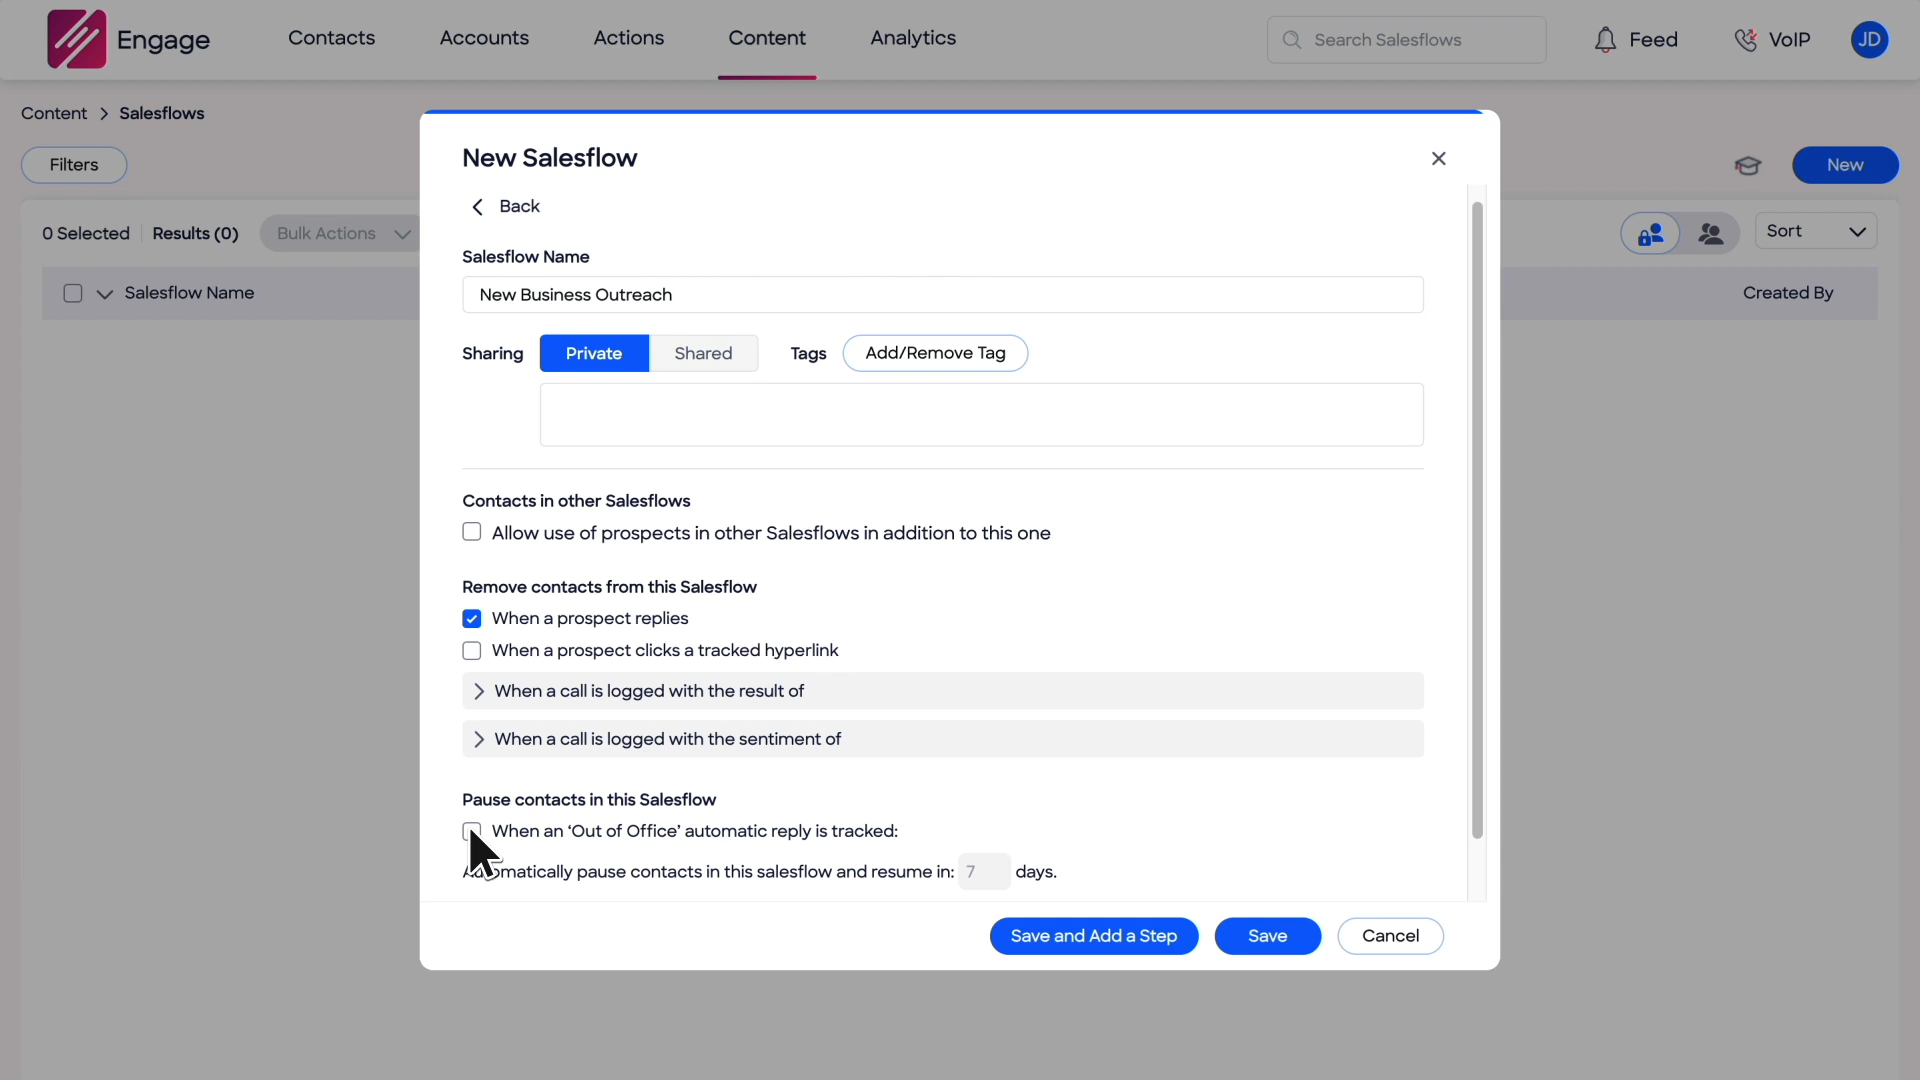 Engage
Contacts
Accounts
Actions
Content
Analytics
Search Salesflows
Feed
VoIP
JD
Content > Salesflows
Filters
New
0 Selected
Results (0)
Bulk Actions
Sort
Salesflow Name
Created By
New Salesflow
Back
Salesflow Name
New Business Outreach
Sharing
Private
Shared
Tags
Add/Remove Tag
Contacts in other Salesflows
Allow use of prospects in other Salesflows in addition to this one
Remove contacts from this Salesflow
When a prospect replies
When a prospect clicks a tracked hyperlink
When a call is logged with the result of
When a call is logged with the sentiment of
Pause contacts in this Salesflow
When an ‘Out of Office’ automatic reply is tracked:
Automatically pause contacts in this salesflow and resume in: 7 days.
Save and Add a Step
Save
Cancel